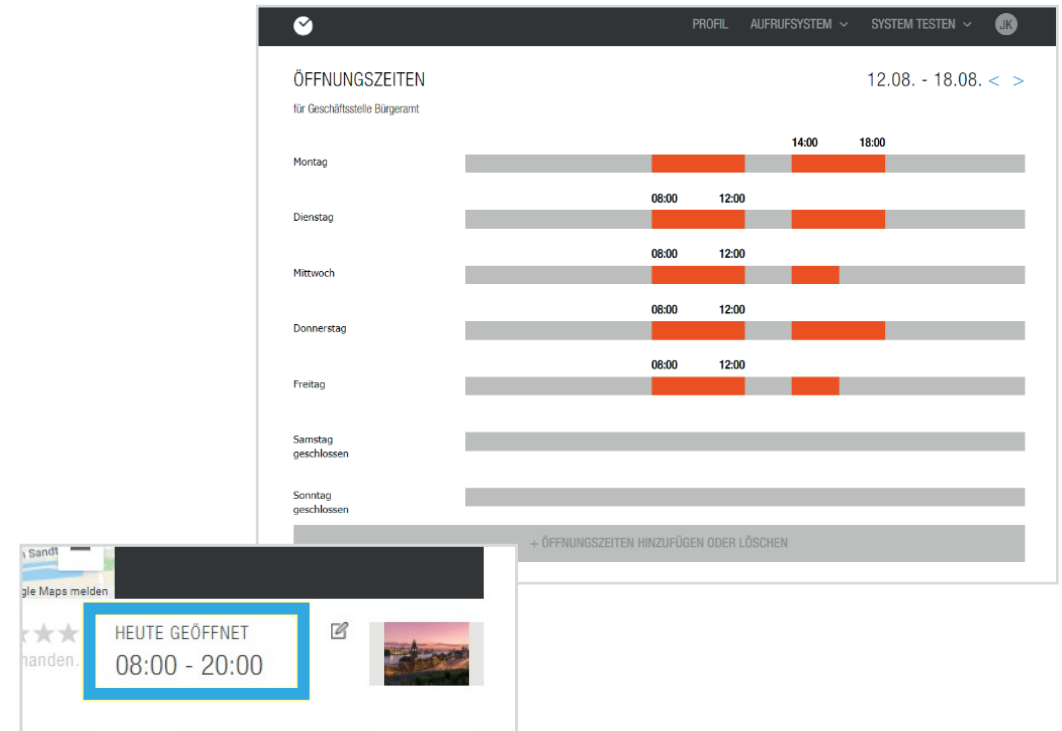 PROFIL AUFRUFSYSTEM SYSTEM TESTEN JK
ÖFFNUNGSZEITEN 12.08. - 18.08. < >
für Geschäftsstelle Bürgeramt
14:00 18:00
Montag
08:00 12:00
Dienstag
08:00 12:00
Mittwoch
08:00 12:00
Donnerstag
08:00 12:00
Freitag
Samstag
geschlossen
Sonntag
geschlossen
+ ÖFFNUNGSZEITEN HINZUFÜGEN ODER LÖSCHEN
Sandt
gle Maps melden
HEUTE GEÖFFNET
handen.
08:00 - 20:00